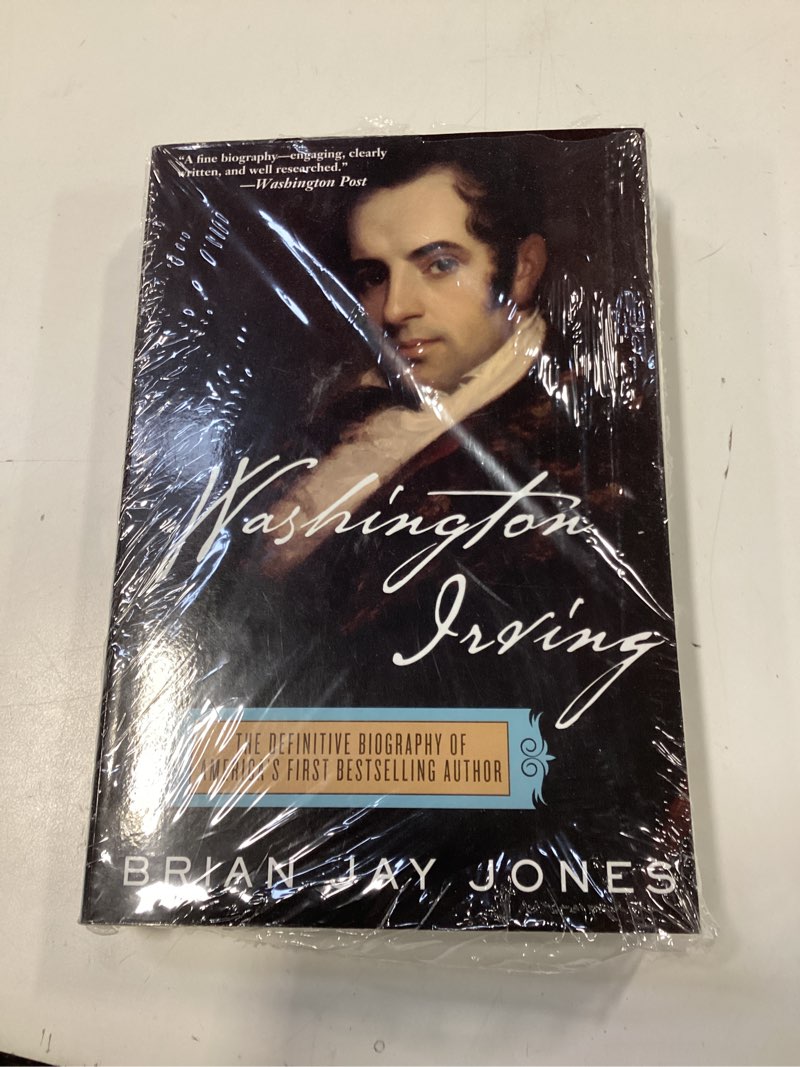 "A fine biography—engaging, clearly
written, and well researched."
—Washington Post
Washington
Irving
THE DEFINITIVE BIOGRAPHY OF
AMERICA'S FIRST BESTSELLING AUTHOR
BRIAN JAY JONES